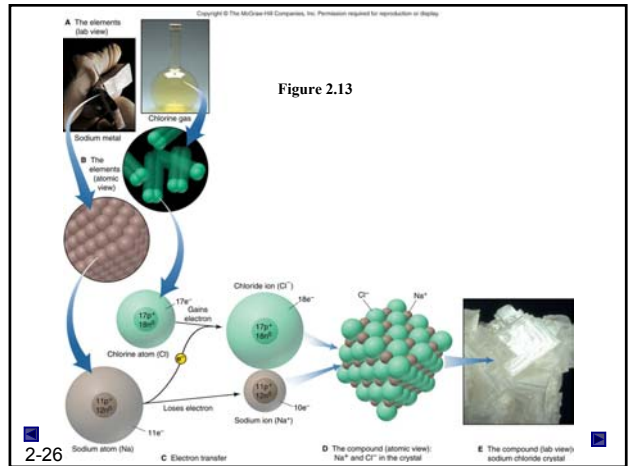 Copyright © The McGraw-Hill Companies, Inc. Permission required for reproduction or display.
A The elements
(lab view)
Figure 2.13
Chlorine gas
Sodium metal
B The
elements
(atomic
view)
17e⁻
Gains
electron
17p⁺
18n⁰
Chlorine atom (Cl)
Chloride ion (Cl⁻)
18e⁻
17p⁺
18n⁰
e⁻
11p⁺
12n⁰
11e⁻
Sodium atom (Na)
Loses electron
11p⁺
12n⁰
10e⁻
Sodium ion (Na⁺)
Cl⁻
Na⁺
C Electron transfer
D The compound (atomic view):
Na⁺ and Cl⁻ in the crystal
E The compound (lab view):
sodium chloride crystal
2-26